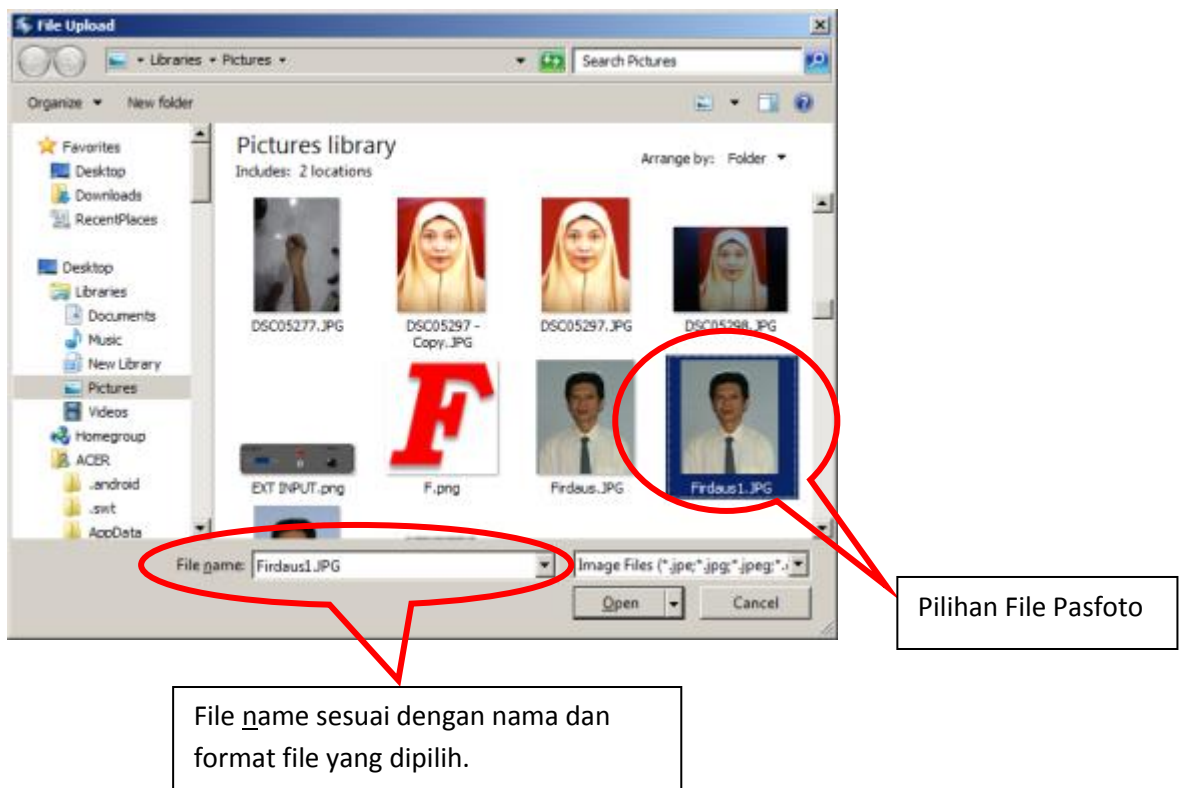 File Upload
Libraries Pictures
Search Pictures
Organize New folder
Favorites
Desktop
Downloads
RecentPlaces
Desktop
Libraries
Documents
Music
New Library
Pictures
Videos
Homegroup
ACER
.android
.swt
AppData
Pictures library
Includes: 2 locations
Arrange by: Folder
DSC05277.JPG
DSC05297 -
Copy.JPG
DSC05297.JPG
DSC05298.JPG
EXT INPUT.png
F
F.png
Firdaus.JPG
Firdaus1.JPG
File name: Firdaus1.JPG
Image Files (*.jpe;*.jpg;*.jpeg;*.
Open
Cancel
Pilihan File Pasfoto
File name sesuai dengan nama dan
format file yang dipilih.